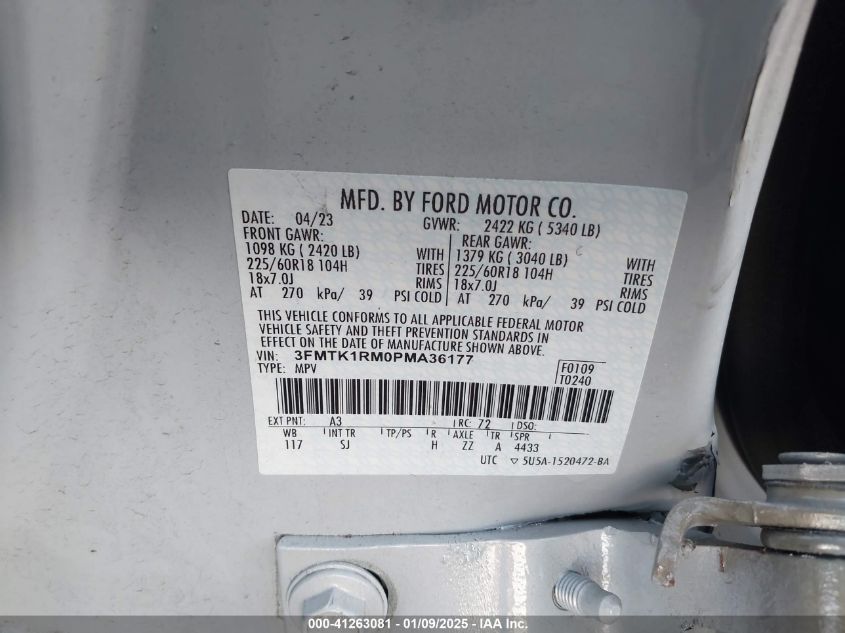 MFD. BY FORD MOTOR CO.
DATE: 04/23 GVWR: 2422 KG ( 5340 LB)
FRONT GAWR: REAR GAWR:
1098 KG ( 2420 LB) WITH 1379 KG ( 3040 LB) WITH
225/60R18 104H TIRES 225/60R18 104H TIRES
18x7.0J RIMS 18x7.0J RIMS
AT 270 kPa/ 39 PSI COLD AT 270 kPa/ 39 PSI COLD
THIS VEHICLE CONFORMS TO ALL APPLICABLE FEDERAL MOTOR
VEHICLE SAFETY AND THEFT PREVENTION STANDARDS IN
EFFECT ON THE DATE OF MANUFACTURE SHOWN ABOVE.
VIN: 3FMTK1RM0PMA36177
TYPE: MPV F0109
T0240
EXT PNT: A3 RC: 72 DSO:
WB INT TR TP/PS R AXLE TR SPR
117 SJ H ZZ A 4433
UTC ▽ 5U5A-1520472-BA
000-41263081 - 01/09/2025 - IAA Inc.